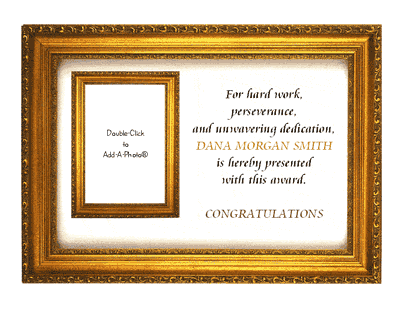 Double-Click
to
Add-A-Photo®
For hard work,
perseverance,
and unwavering dedication,
DANA MORGAN SMITH
is hereby presented
with this award.
CONGRATULATIONS